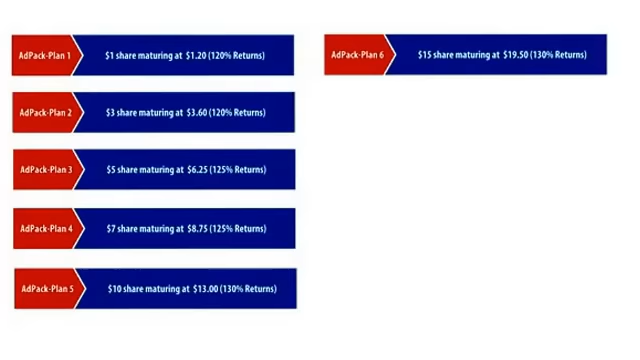 AdPack-Plan 1 $1 share maturing at $1.20 (120% Returns)
AdPack-Plan 2 $3 share maturing at $3.60 (120% Returns)
AdPack-Plan 3 $5 share maturing at $6.25 (125% Returns)
AdPack-Plan 4 $7 share maturing at $8.75 (125% Returns)
AdPack-Plan 5 $10 share maturing at $13.00 (130% Returns)
AdPack-Plan 6 $15 share maturing at $19.50 (130% Returns)